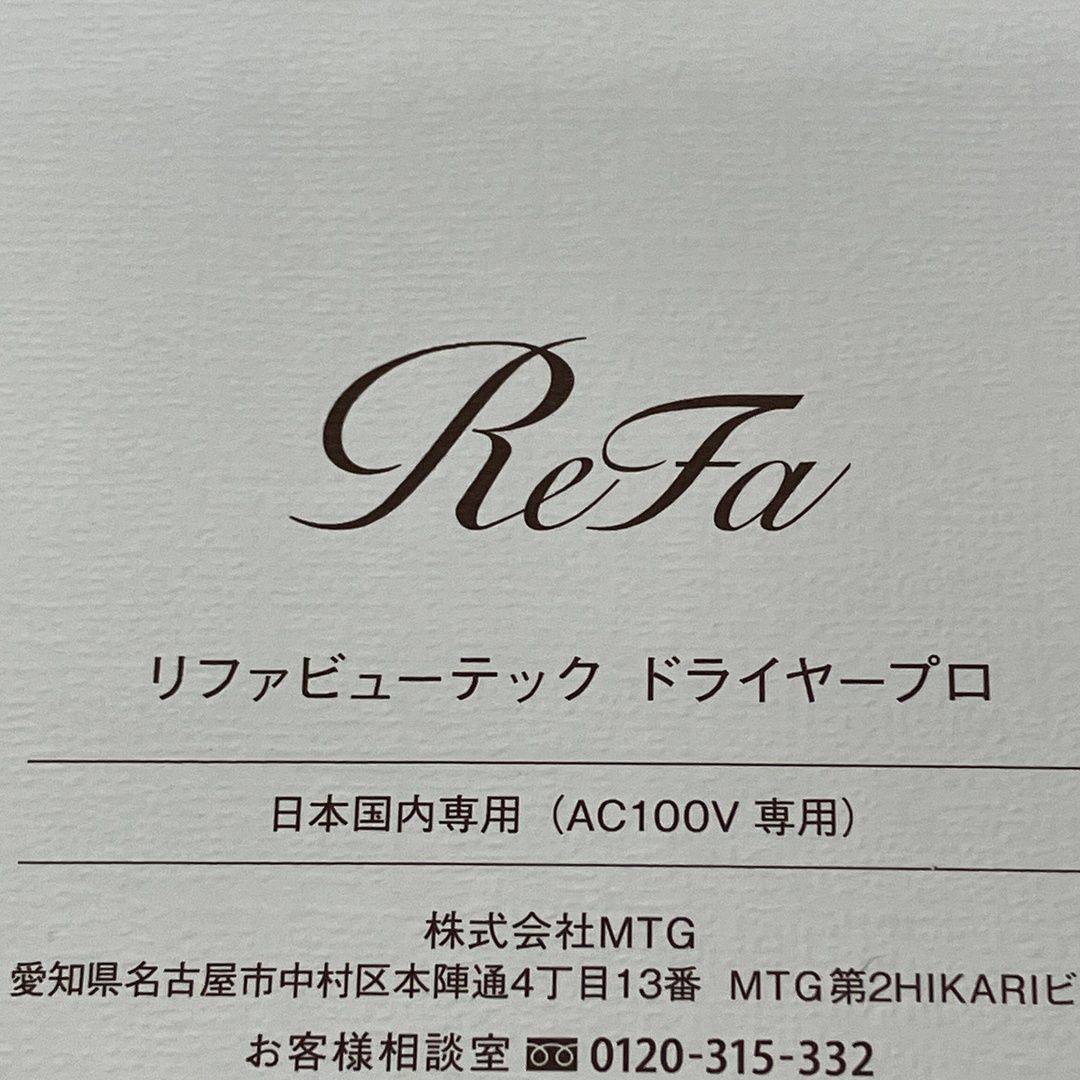 ReFa
リファビューテック ドライヤープロ
日本国内専用（AC100V 専用）
株式会社MTG
愛知県名古屋市中村区本陣通4丁目13番 MTG第2HIKARIビ
お客様相談室 0120-315-332